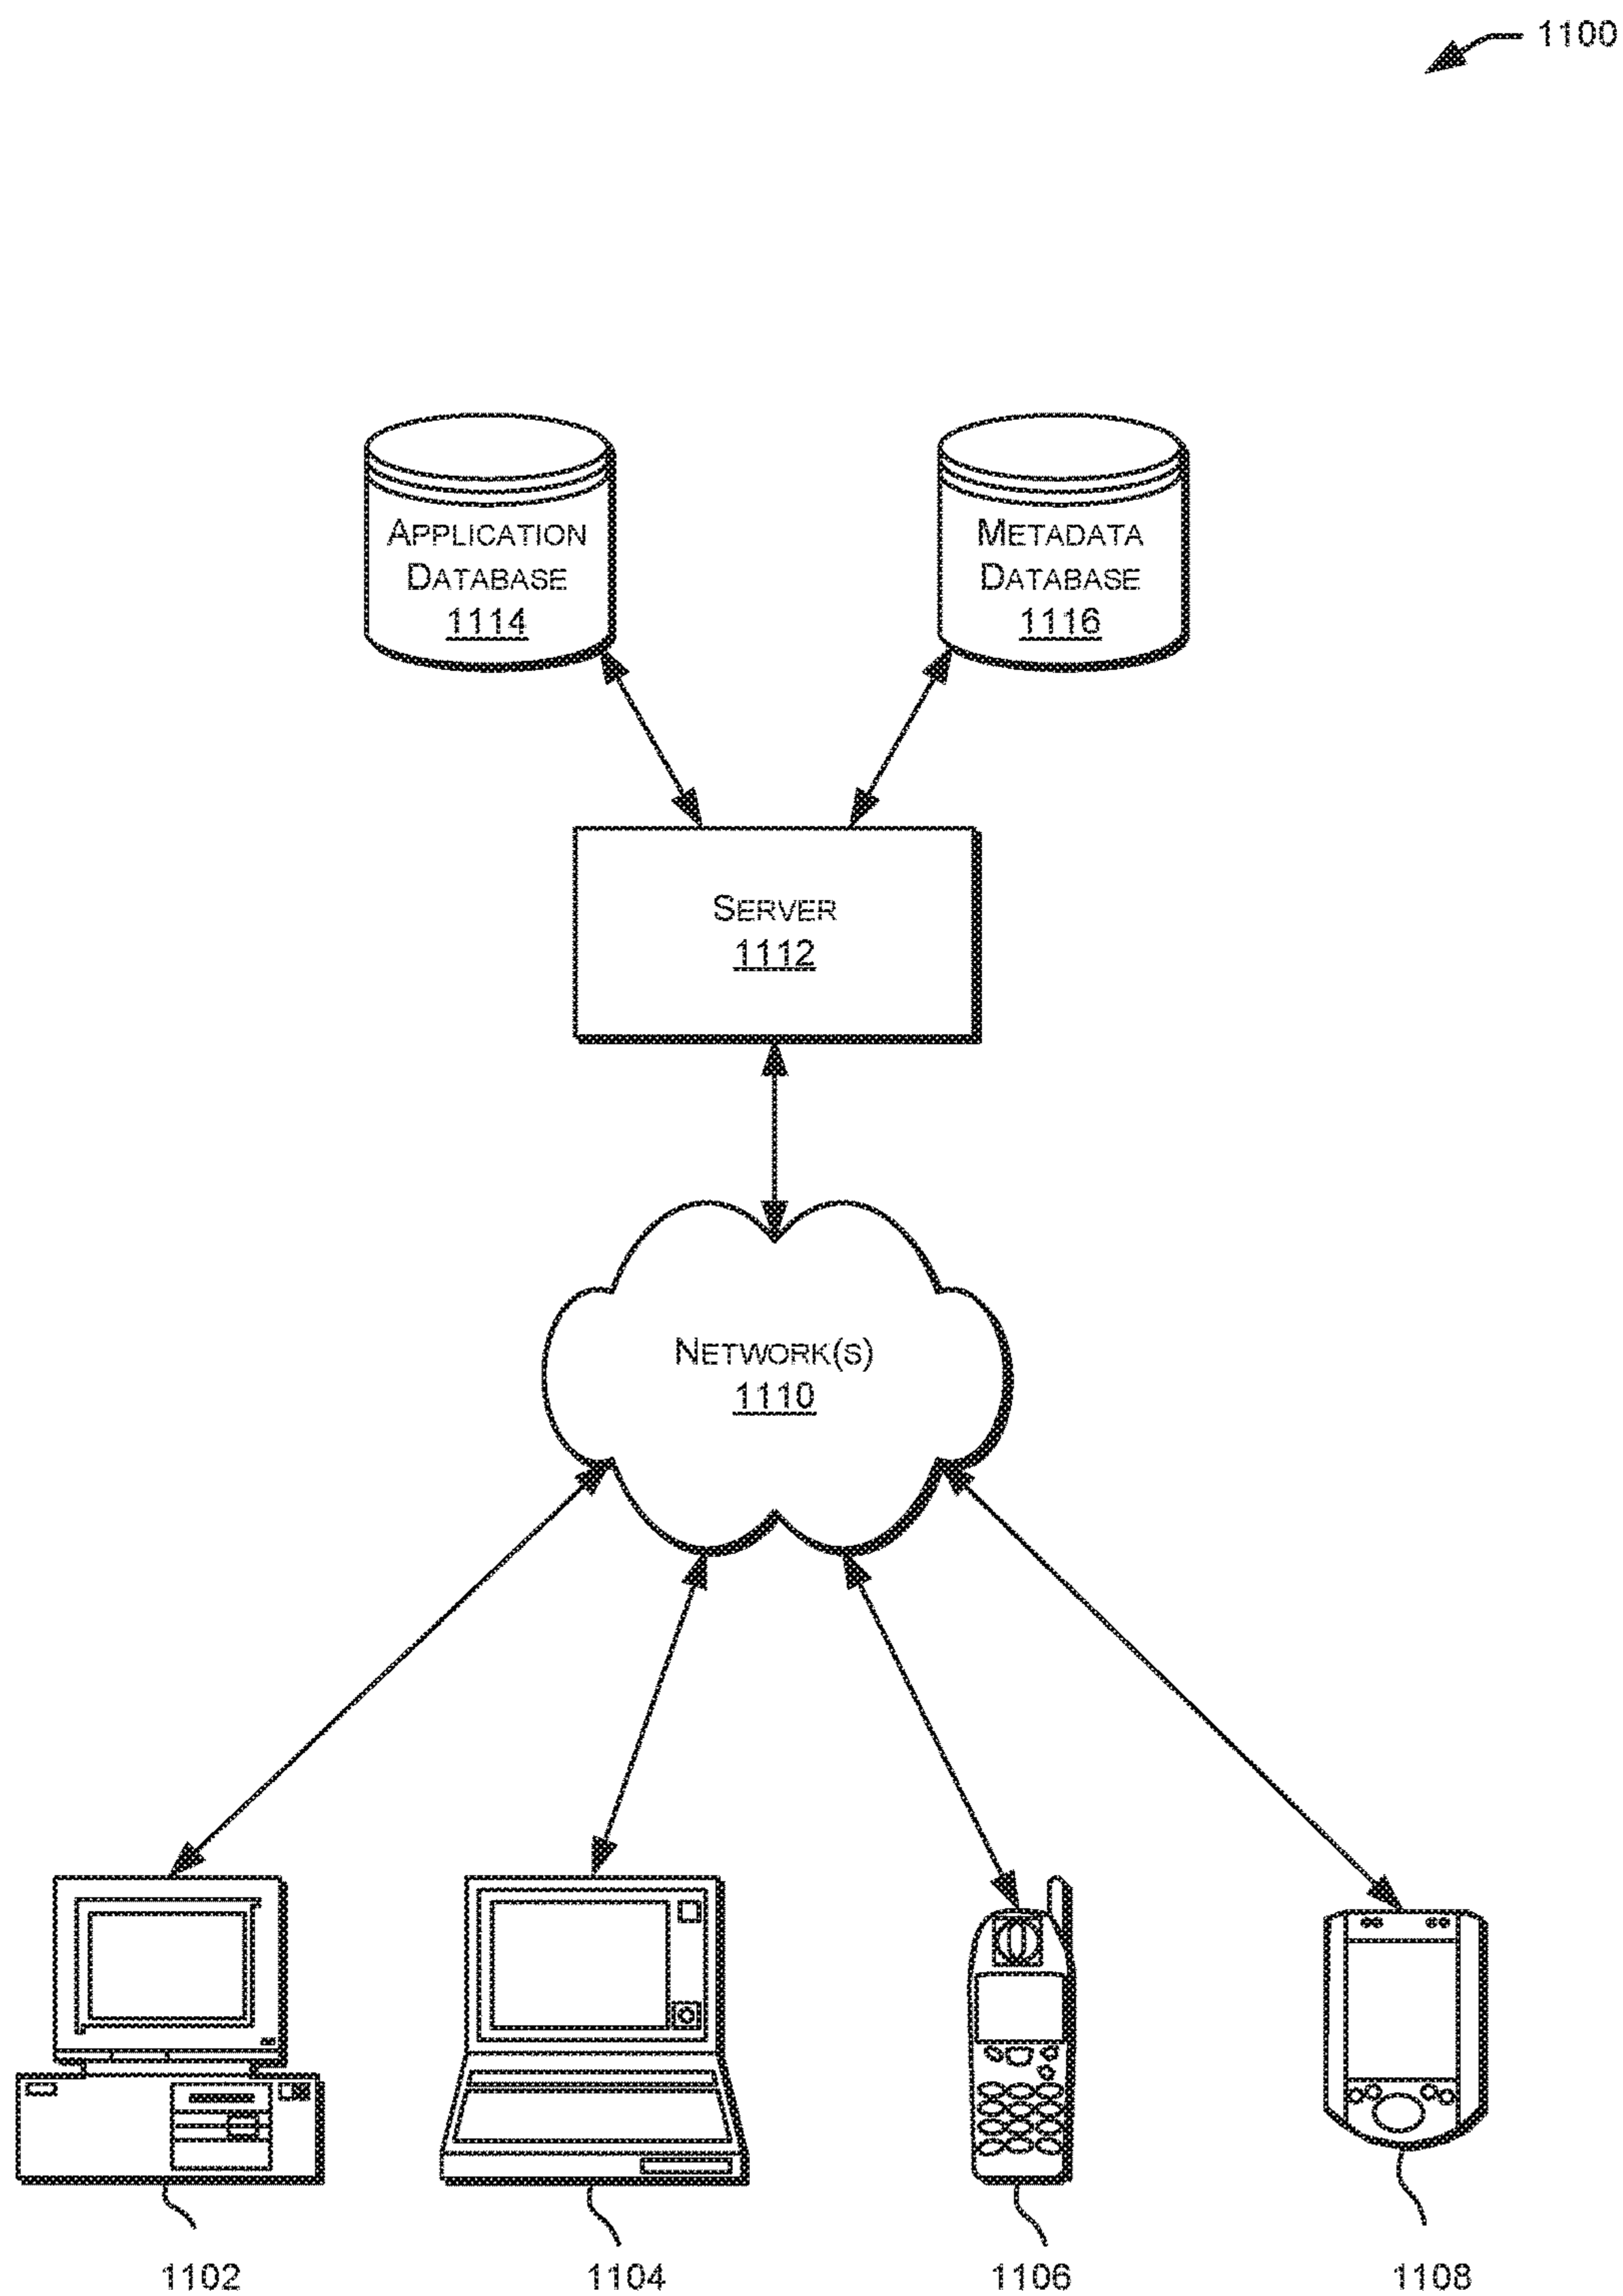 1100
APPLICATION
DATABASE
1114
METADATA
DATABASE
1116
SERVER
1112
NETWORK(S)
1110
1102
1104
1106
1108